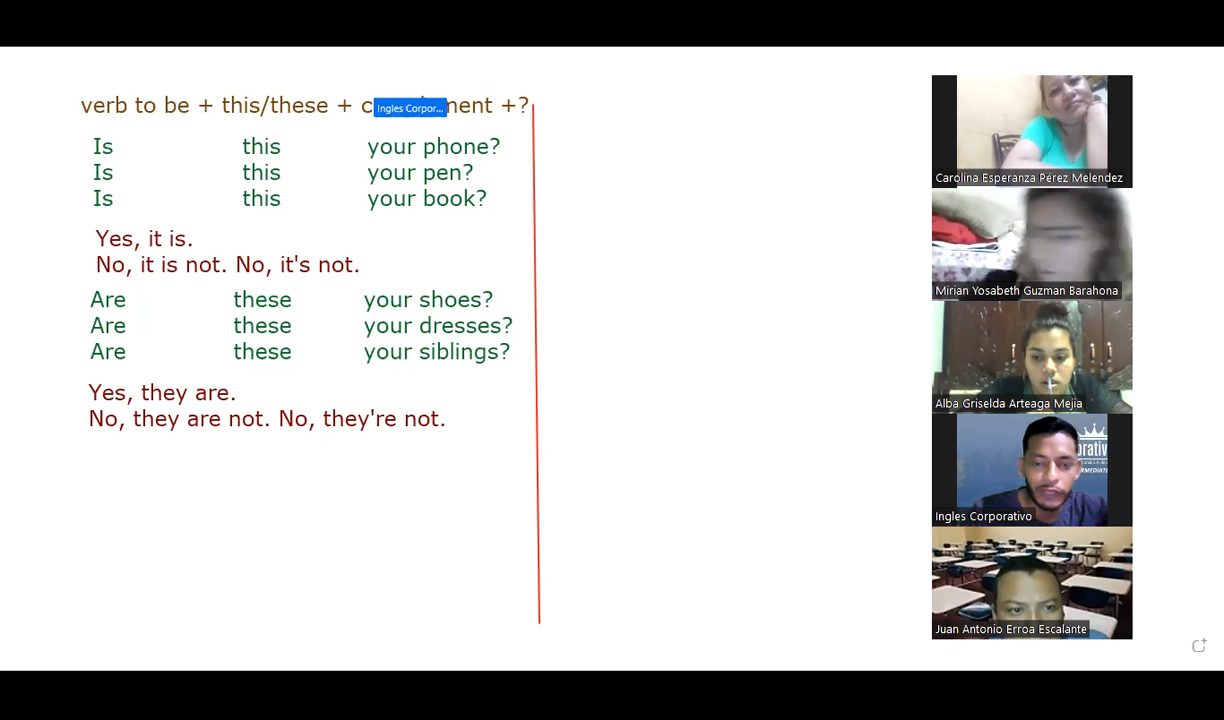 verb to be + this/these + c ment +?
Ingles Corpor...
Is this your phone?
Is this your pen?
Is this your book?
Yes, it is.
No, it is not. No, it's not.
Are these your shoes?
Are these your dresses?
Are these your siblings?
Yes, they are.
No, they are not. No, they're not.
Carolina Esperanza Pérez Melendez
Mirian Yosabeth Guzman Barahona
Alba Griselda Arteaga Mejia
Ingles Corporativo
Juan Antonio Erroa Escalante